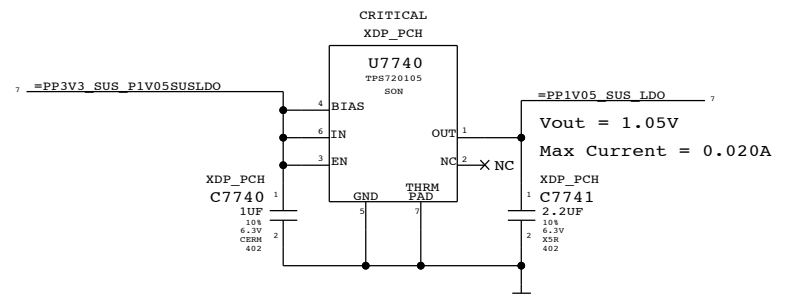 CRITICAL
XDP_PCH
U7740
TPS720105
SON
7 =PP3V3_SUS_P1V05SUSLDO
=PP1V05_SUS_LDO 7
4 BIAS
6 IN
3 EN
OUT 1
NC 2 NC
Vout = 1.05V
Max Current = 0.020A
GND
5
THRM
PAD
7
XDP_PCH
C7740 1
1UF
10%
6.3V
CERM
402
2
XDP_PCH
1 C7741
2.2UF
10%
6.3V
X5R
402
2